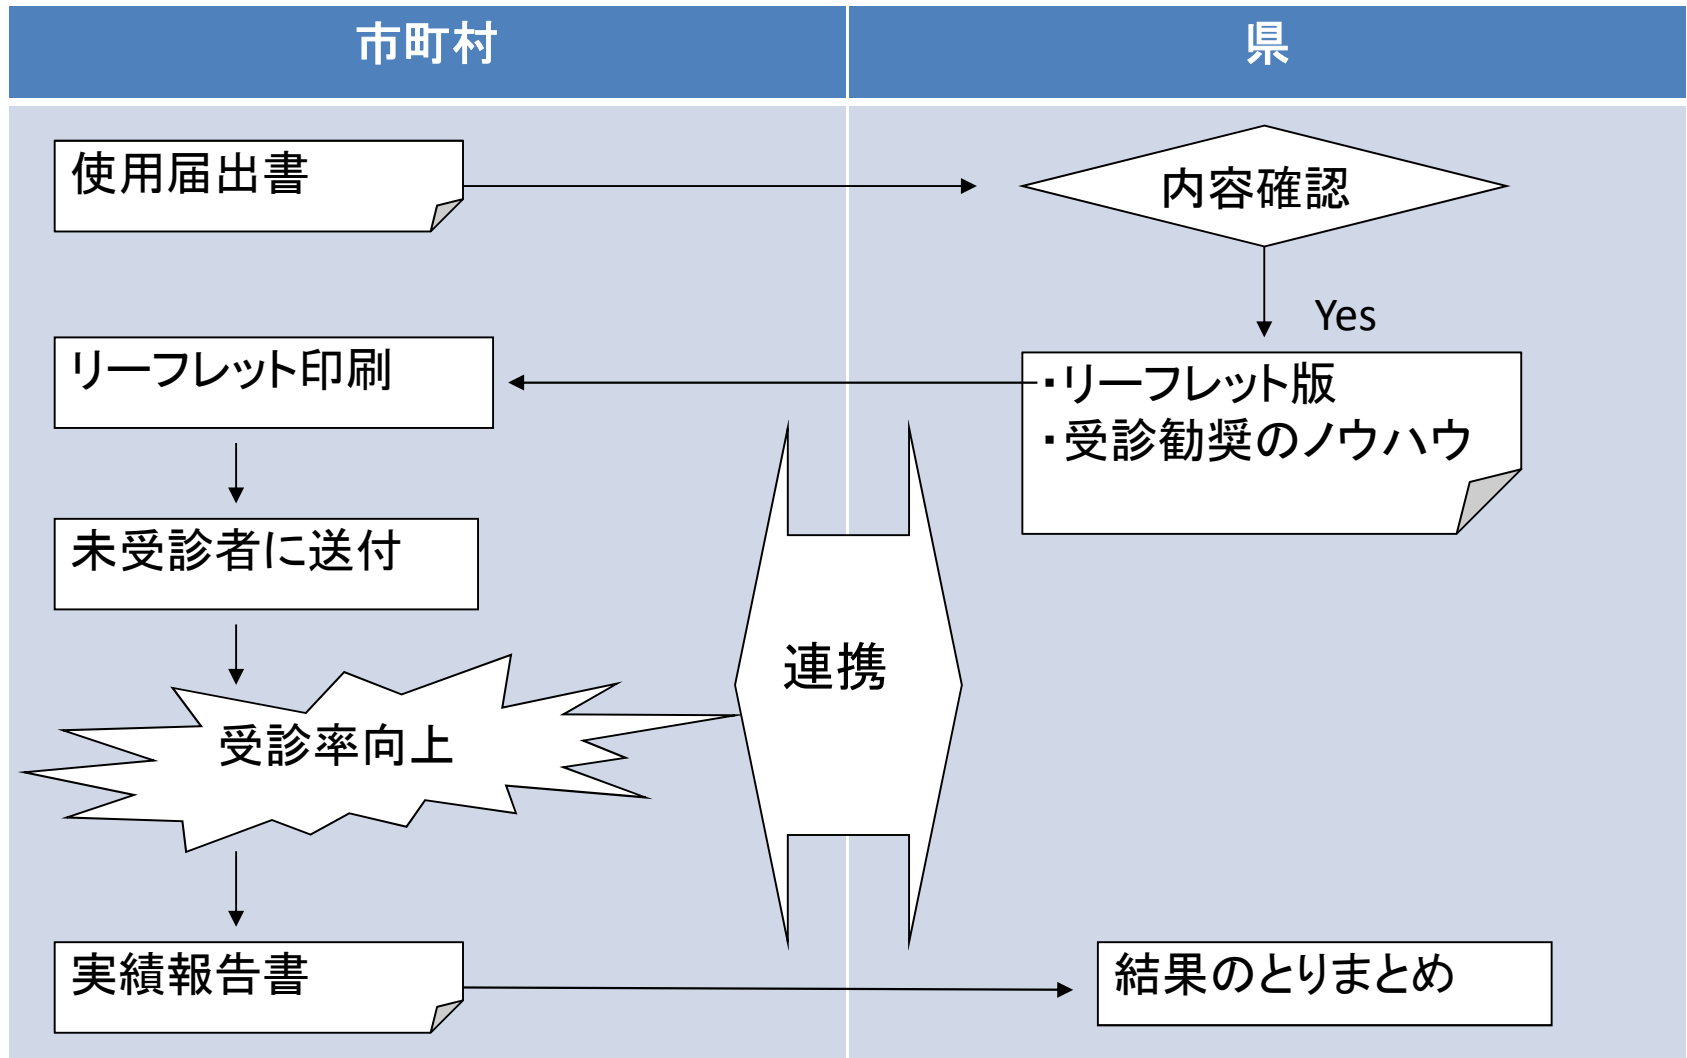 市町村
県
使用届出書
内容確認
Yes
リーフレット印刷
・リーフレット版
・受診勧奨のノウハウ
未受診者に送付
連携
受診率向上
実績報告書
結果のとりまとめ